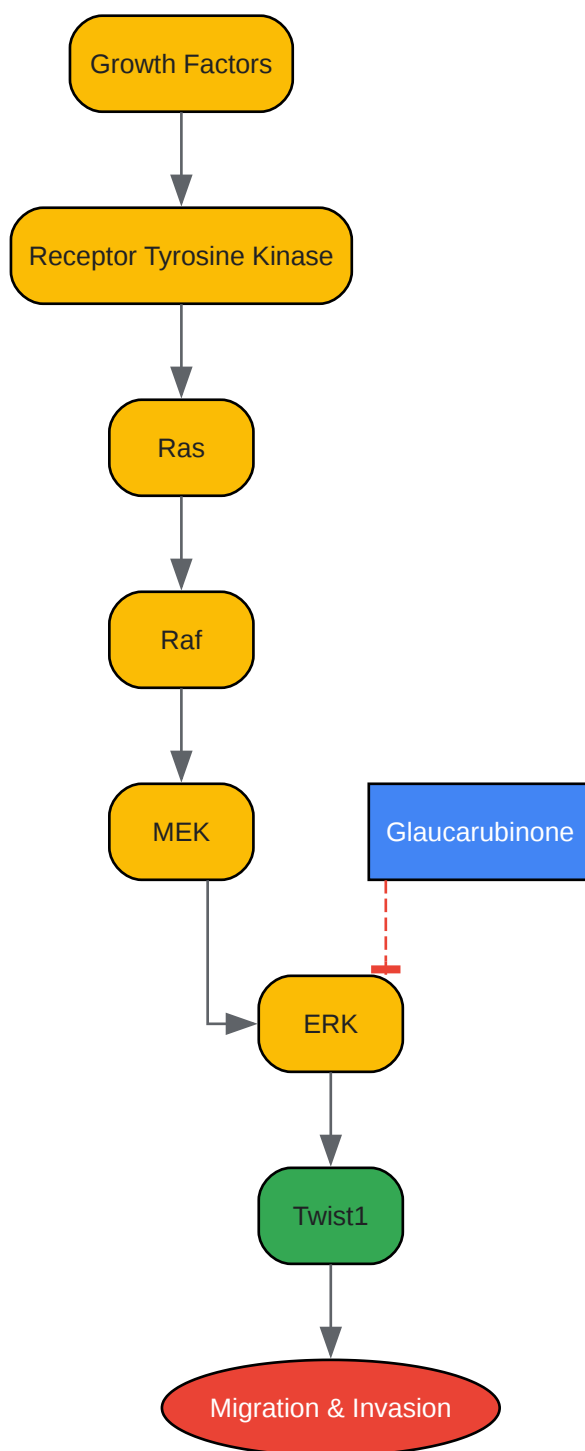 Growth Factors
Receptor Tyrosine Kinase
Ras
Raf
MEK
Glaucarubinone
ERK
Twist1
Migration & Invasion